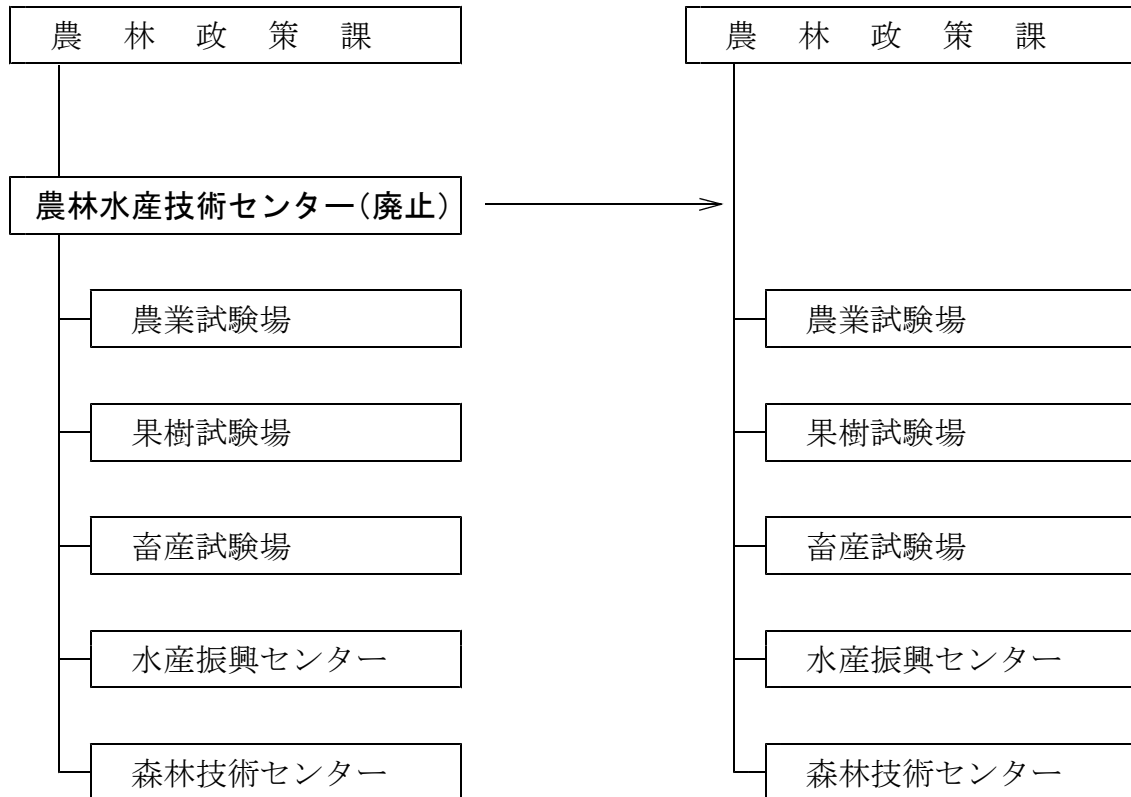 農林政策課
農林水産技術センター(廃止)
農業試験場
果樹試験場
畜産試験場
水産振興センター
森林技術センター
農林政策課
農業試験場
果樹試験場
畜産試験場
水産振興センター
森林技術センター